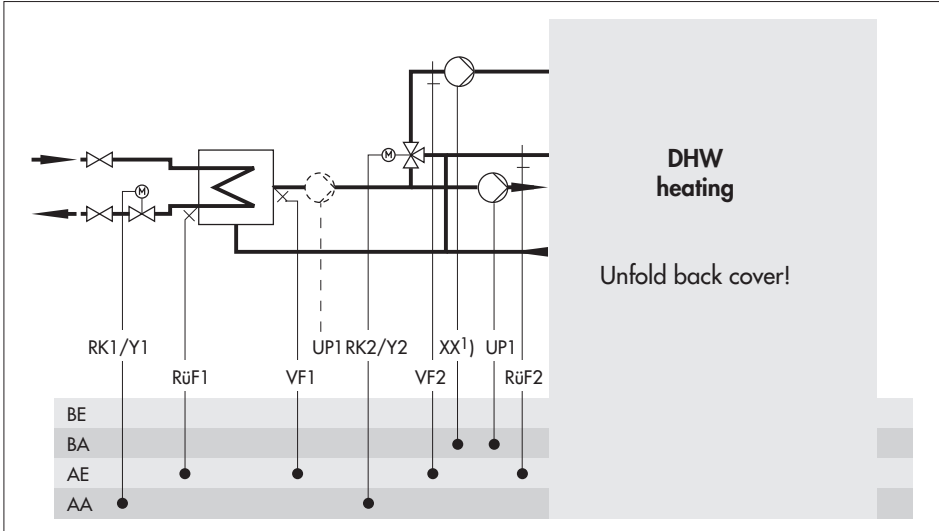 M
M
DHW
heating
Unfold back cover!
RK1/Y1
UP1 RK2/Y2
XX1)
UP1
RüF1
VF1
VF2
RüF2
BE
BA
AE
AA